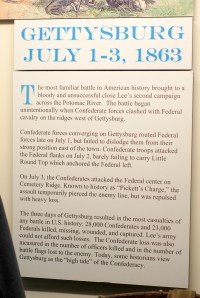 GETTYSBURG
JULY 1-3, 1863
The most familiar battle in American history brought to a
bloody and unsuccessful close Lee's second campaign
across the Potomac River. The battle began
unintentionally when Confederate forces clashed with Federal
cavalry on the ridges west of Gettysburg.
Confederate forces converging on Gettysburg routed Federal
forces late on July 1, but failed to dislodge them from their
strong position east of the town. Confederate troops attacked
the Federal flanks on July 2, barely failing to carry Little
Round Top which anchored the Federal left.
On July 3, the Confederates attacked the Federal center on
Cemetery Ridge. Known to history as "Pickett's Charge," the
assault temporarily pierced the enemy line, but was repulsed
with heavy loss.
The three days of Gettysburg resulted in the most casualties of
any battle in U.S. history: 28,000 Confederates and 23,000
Federals killed, missing, wounded, and captured. Lee's army
could not afford such losses. The Confederate loss was also
measured in the number of officers killed and in the number of
battle flags lost to the enemy. Today, some historians view
Gettysburg as the "high tide" of the Confederacy.